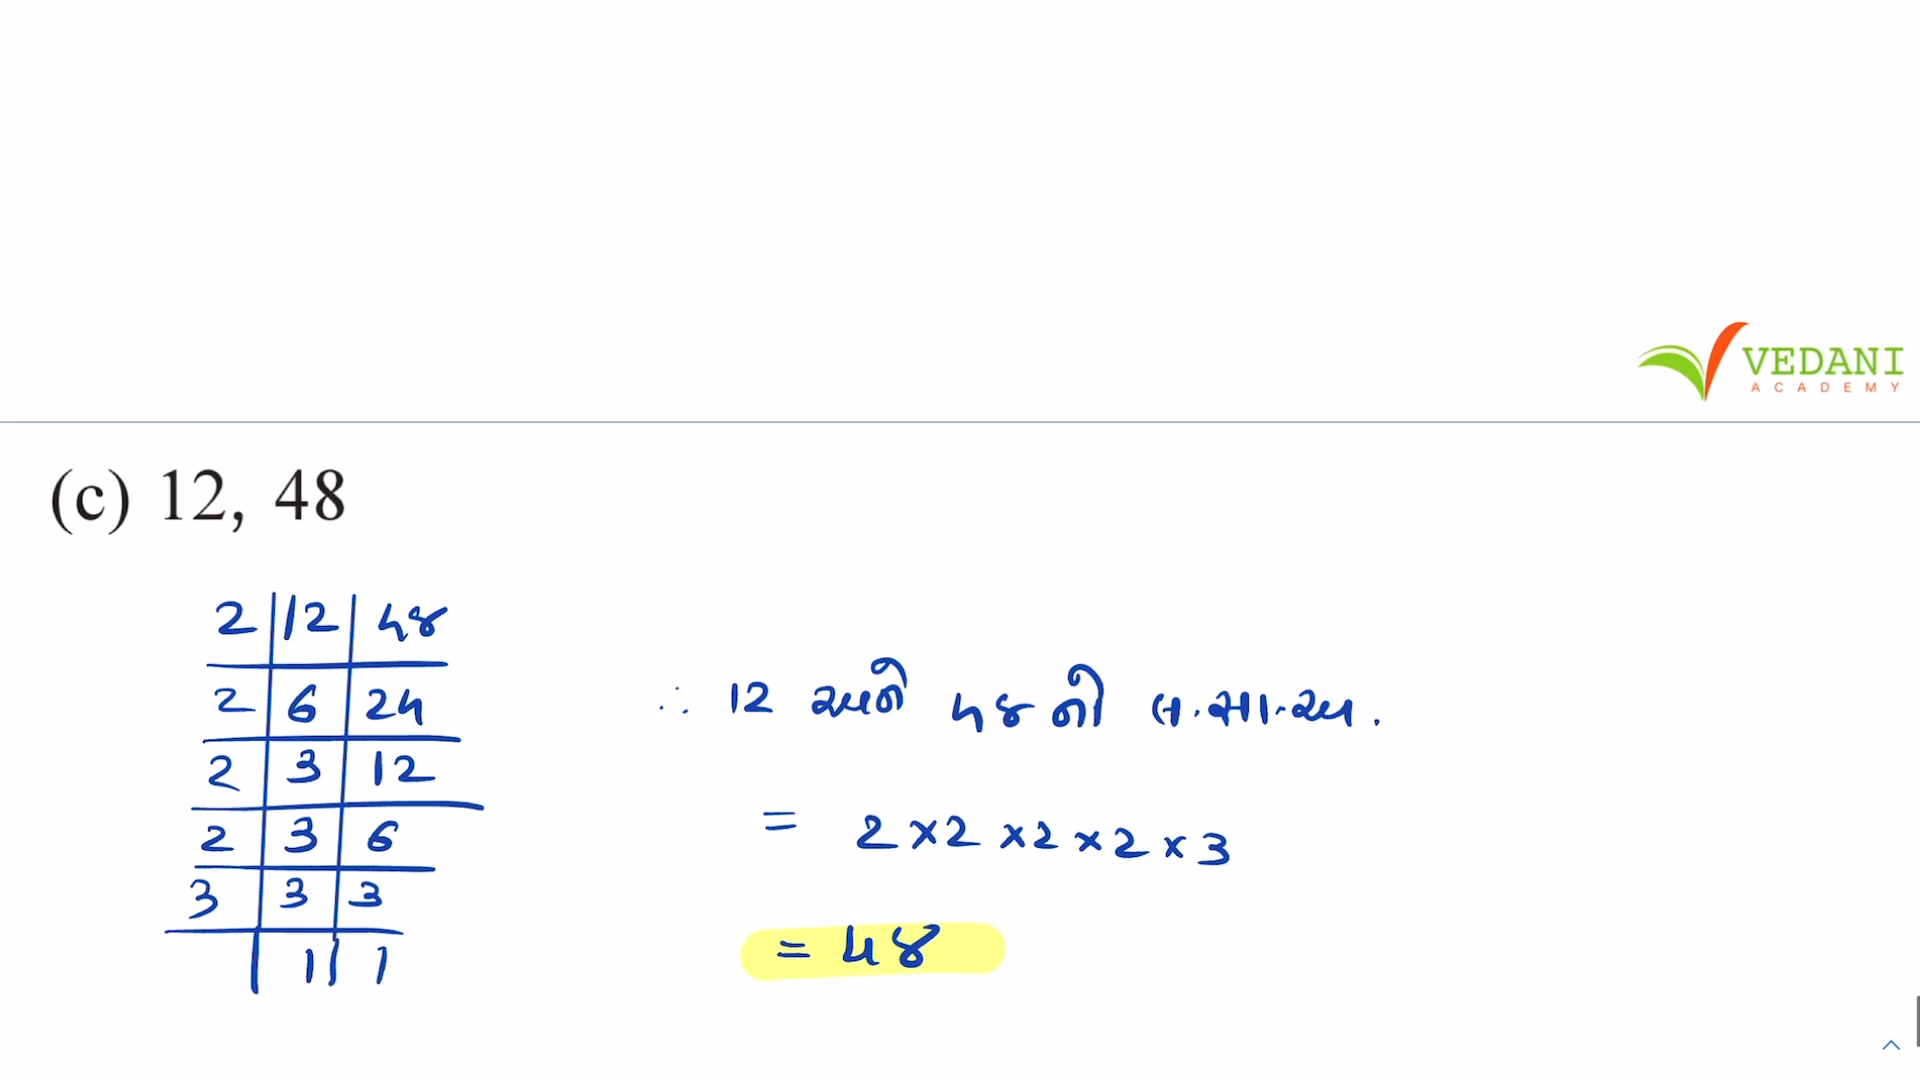 VEDANI
ACADEMY
(c) 12, 48
2 12 48
2 6 24
2 3 12
2 3 6
3 3 3
1 1
∴ 12 અને 48 ની લ.સા.અ.
= 2 × 2 × 2 × 2 × 3
= 48